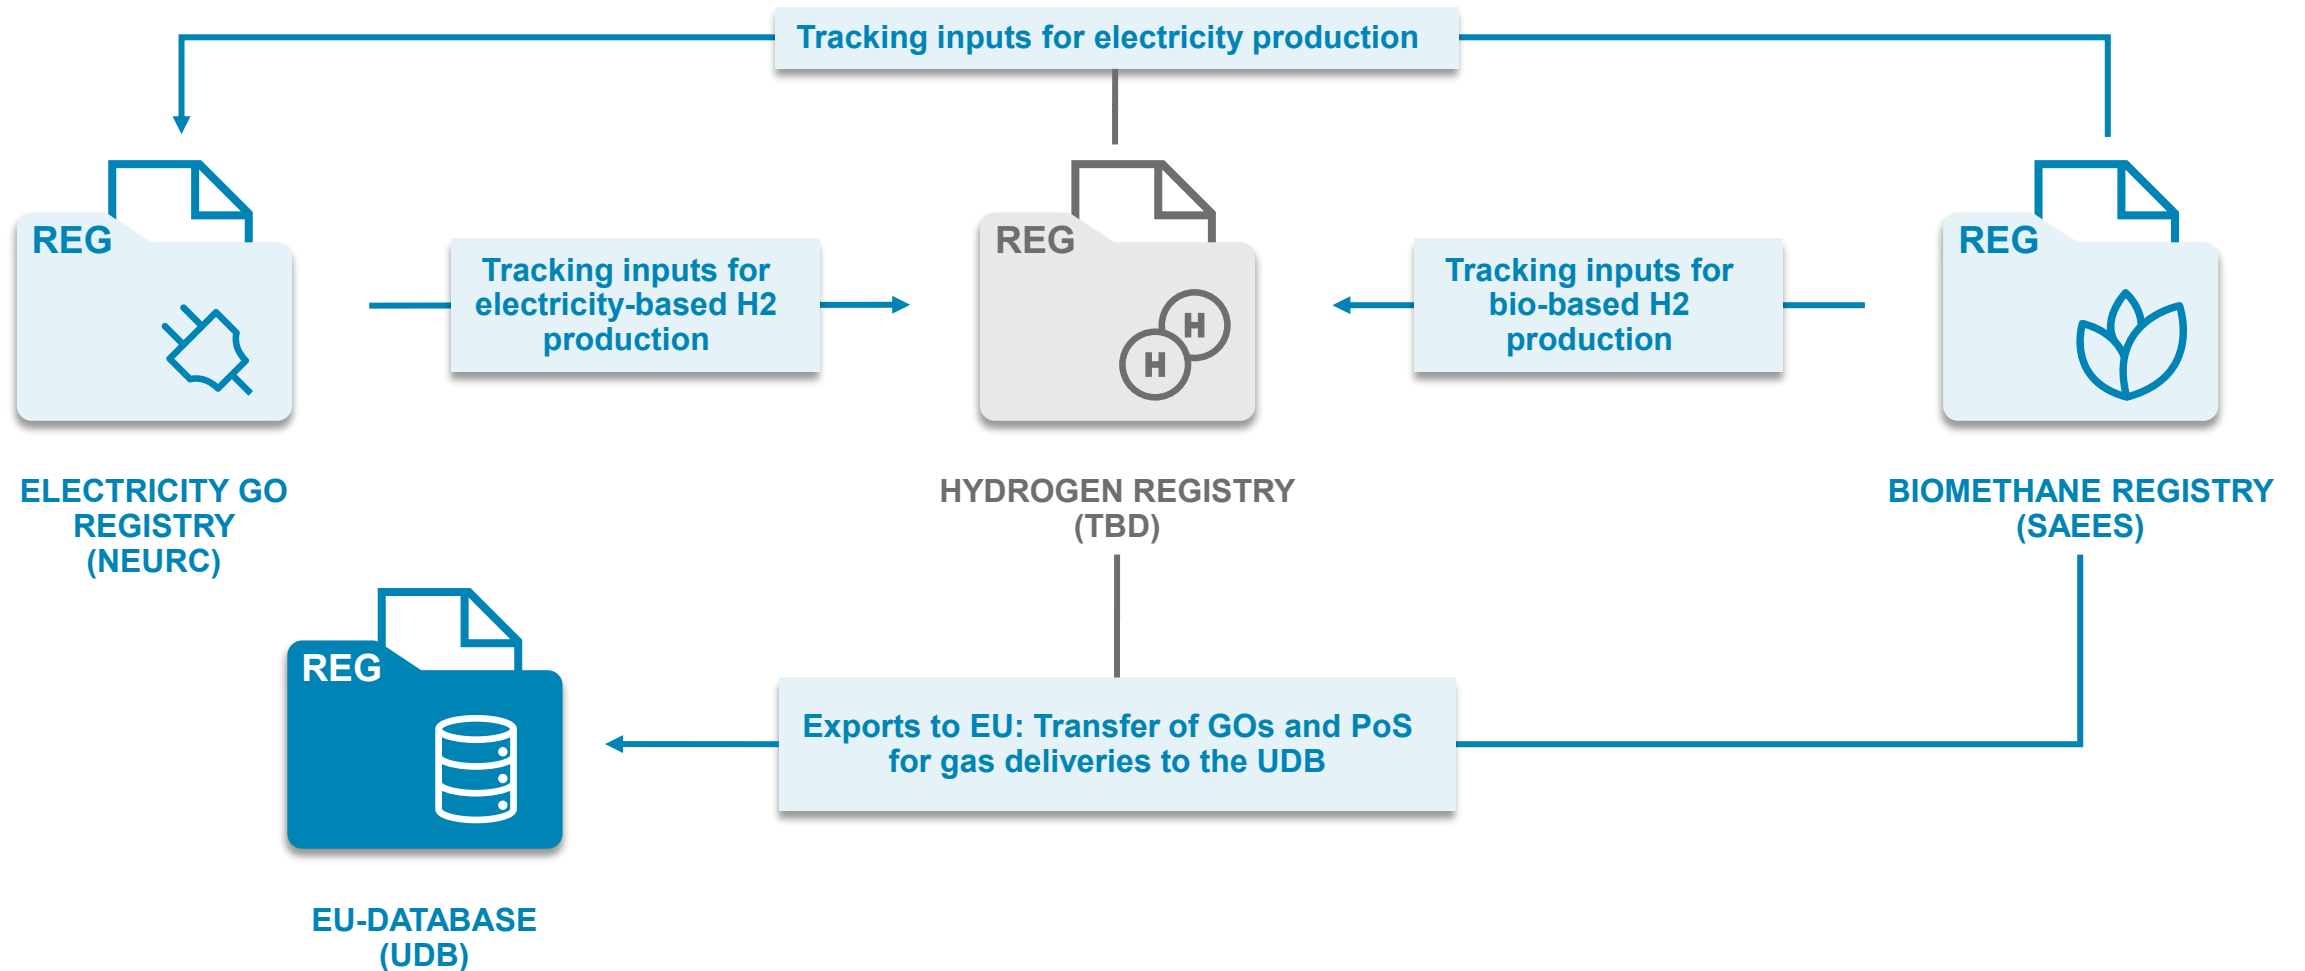 Tracking inputs for electricity production
REG
REG
REG
Tracking inputs for
electricity-based H2
production
Tracking inputs for
bio-based H2
production
H
H
ELECTRICITY GO
REGISTRY
(NEURC)
HYDROGEN REGISTRY
(TBD)
BIOMETHANE REGISTRY
(SAEES)
REG
Exports to EU: Transfer of GOs and PoS
for gas deliveries to the UDB
EU-DATABASE
(UDB)